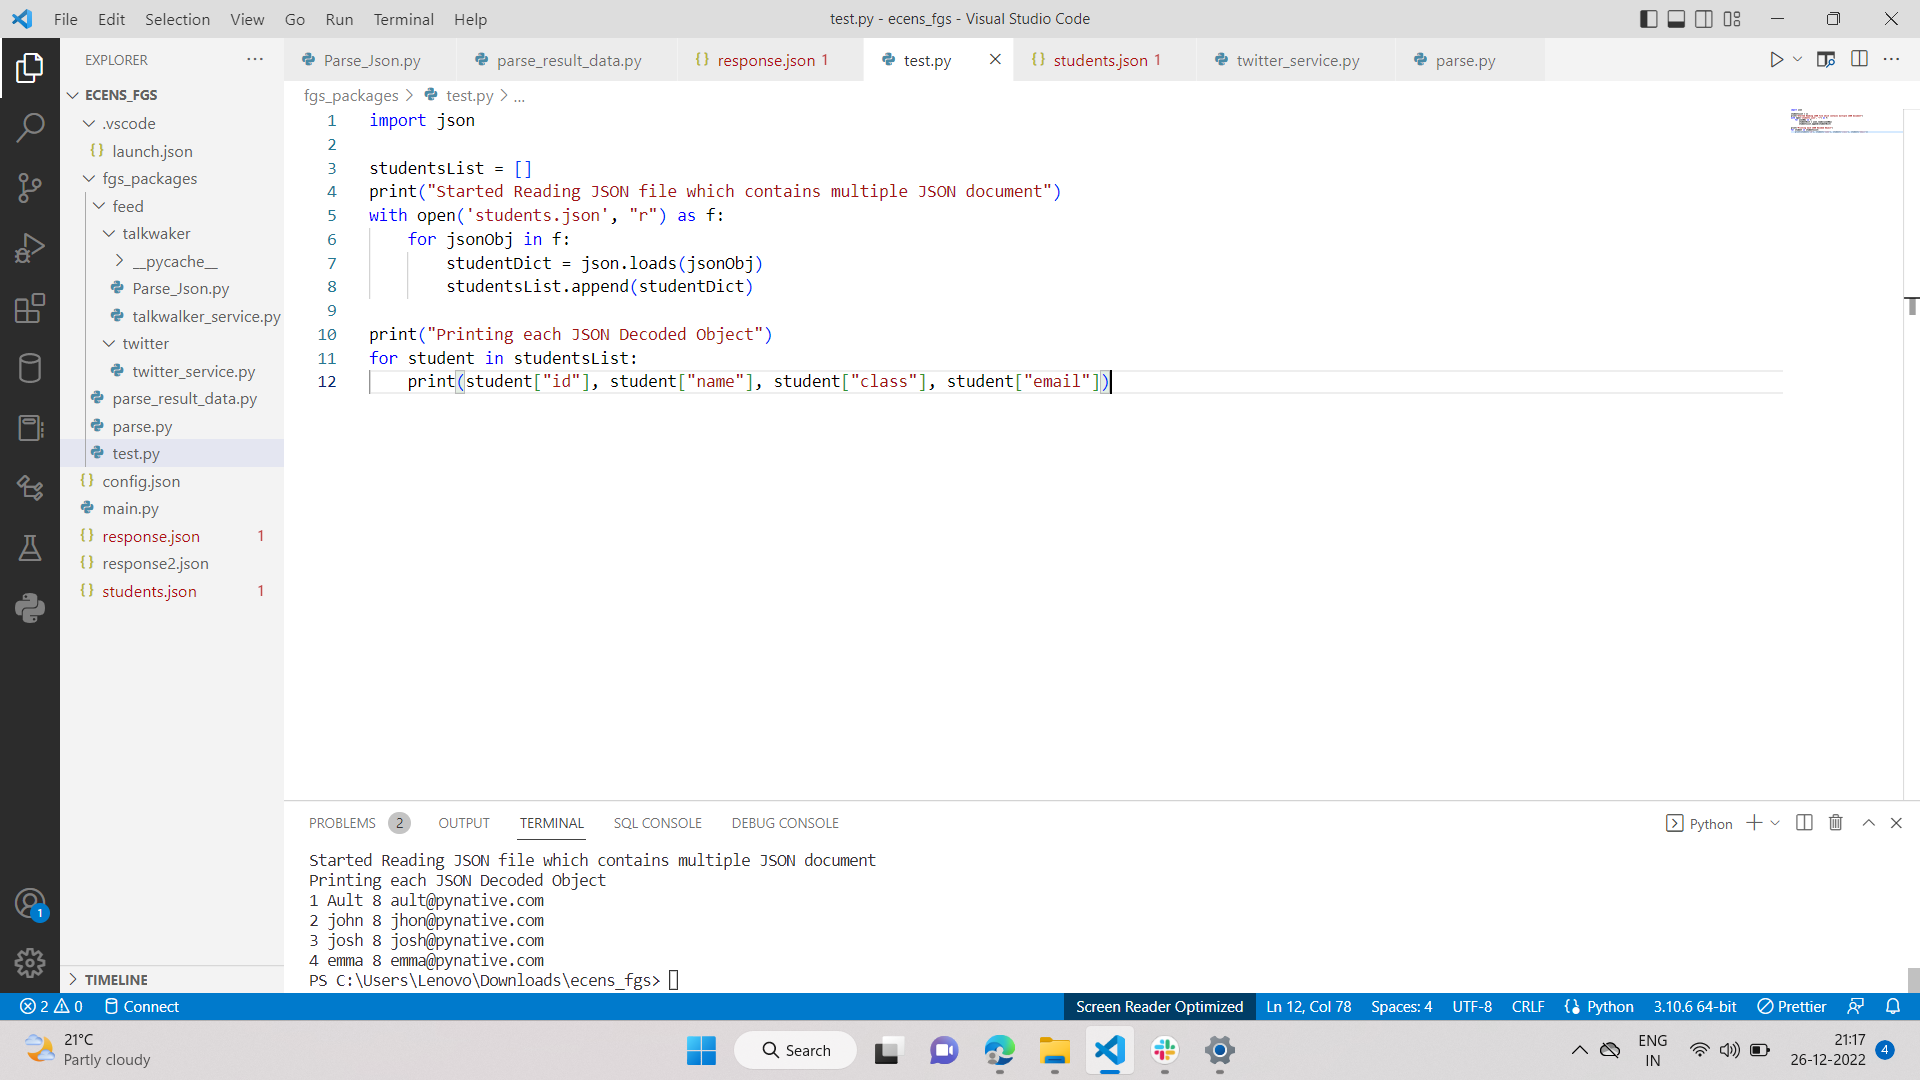 File Edit Selection View Go Run Terminal Help
test.py - ecens_fgs - Visual Studio Code
EXPLORER
Parse_Json.py
parse_result_data.py
response.json 1
test.py
students.json 1
twitter_service.py
parse.py
ECENS_FGS
.vscode
launch.json
fgs_packages
feed
talkwaker
__pycache__
Parse_Json.py
talkwalker_service.py
twitter
twitter_service.py
parse_result_data.py
parse.py
test.py
config.json
main.py
response.json 1
response2.json
students.json 1
TIMELINE
fgs_packages > test.py > ...
1 import json
2
3 studentsList = []
4 print("Started Reading JSON file which contains multiple JSON document")
5 with open('students.json', "r") as f:
6     for jsonObj in f:
7         studentDict = json.loads(jsonObj)
8         studentsList.append(studentDict)
9
10 print("Printing each JSON Decoded Object")
11 for student in studentsList:
12     print(student["id"], student["name"], student["class"], student["email"])
PROBLEMS 2 OUTPUT TERMINAL SQL CONSOLE DEBUG CONSOLE
Python
Started Reading JSON file which contains multiple JSON document
Printing each JSON Decoded Object
1 Ault 8 ault@pynative.com
2 john 8 jhon@pynative.com
3 josh 8 josh@pynative.com
4 emma 8 emma@pynative.com
PS C:\Users\Lenovo\Downloads\ecens_fgs>
1
2 0 Connect
Screen Reader Optimized Ln 12, Col 78 Spaces: 4 UTF-8 CRLF Python 3.10.6 64-bit Prettier
21°C
Partly cloudy
Search
ENG
IN
21:17
26-12-2022
4